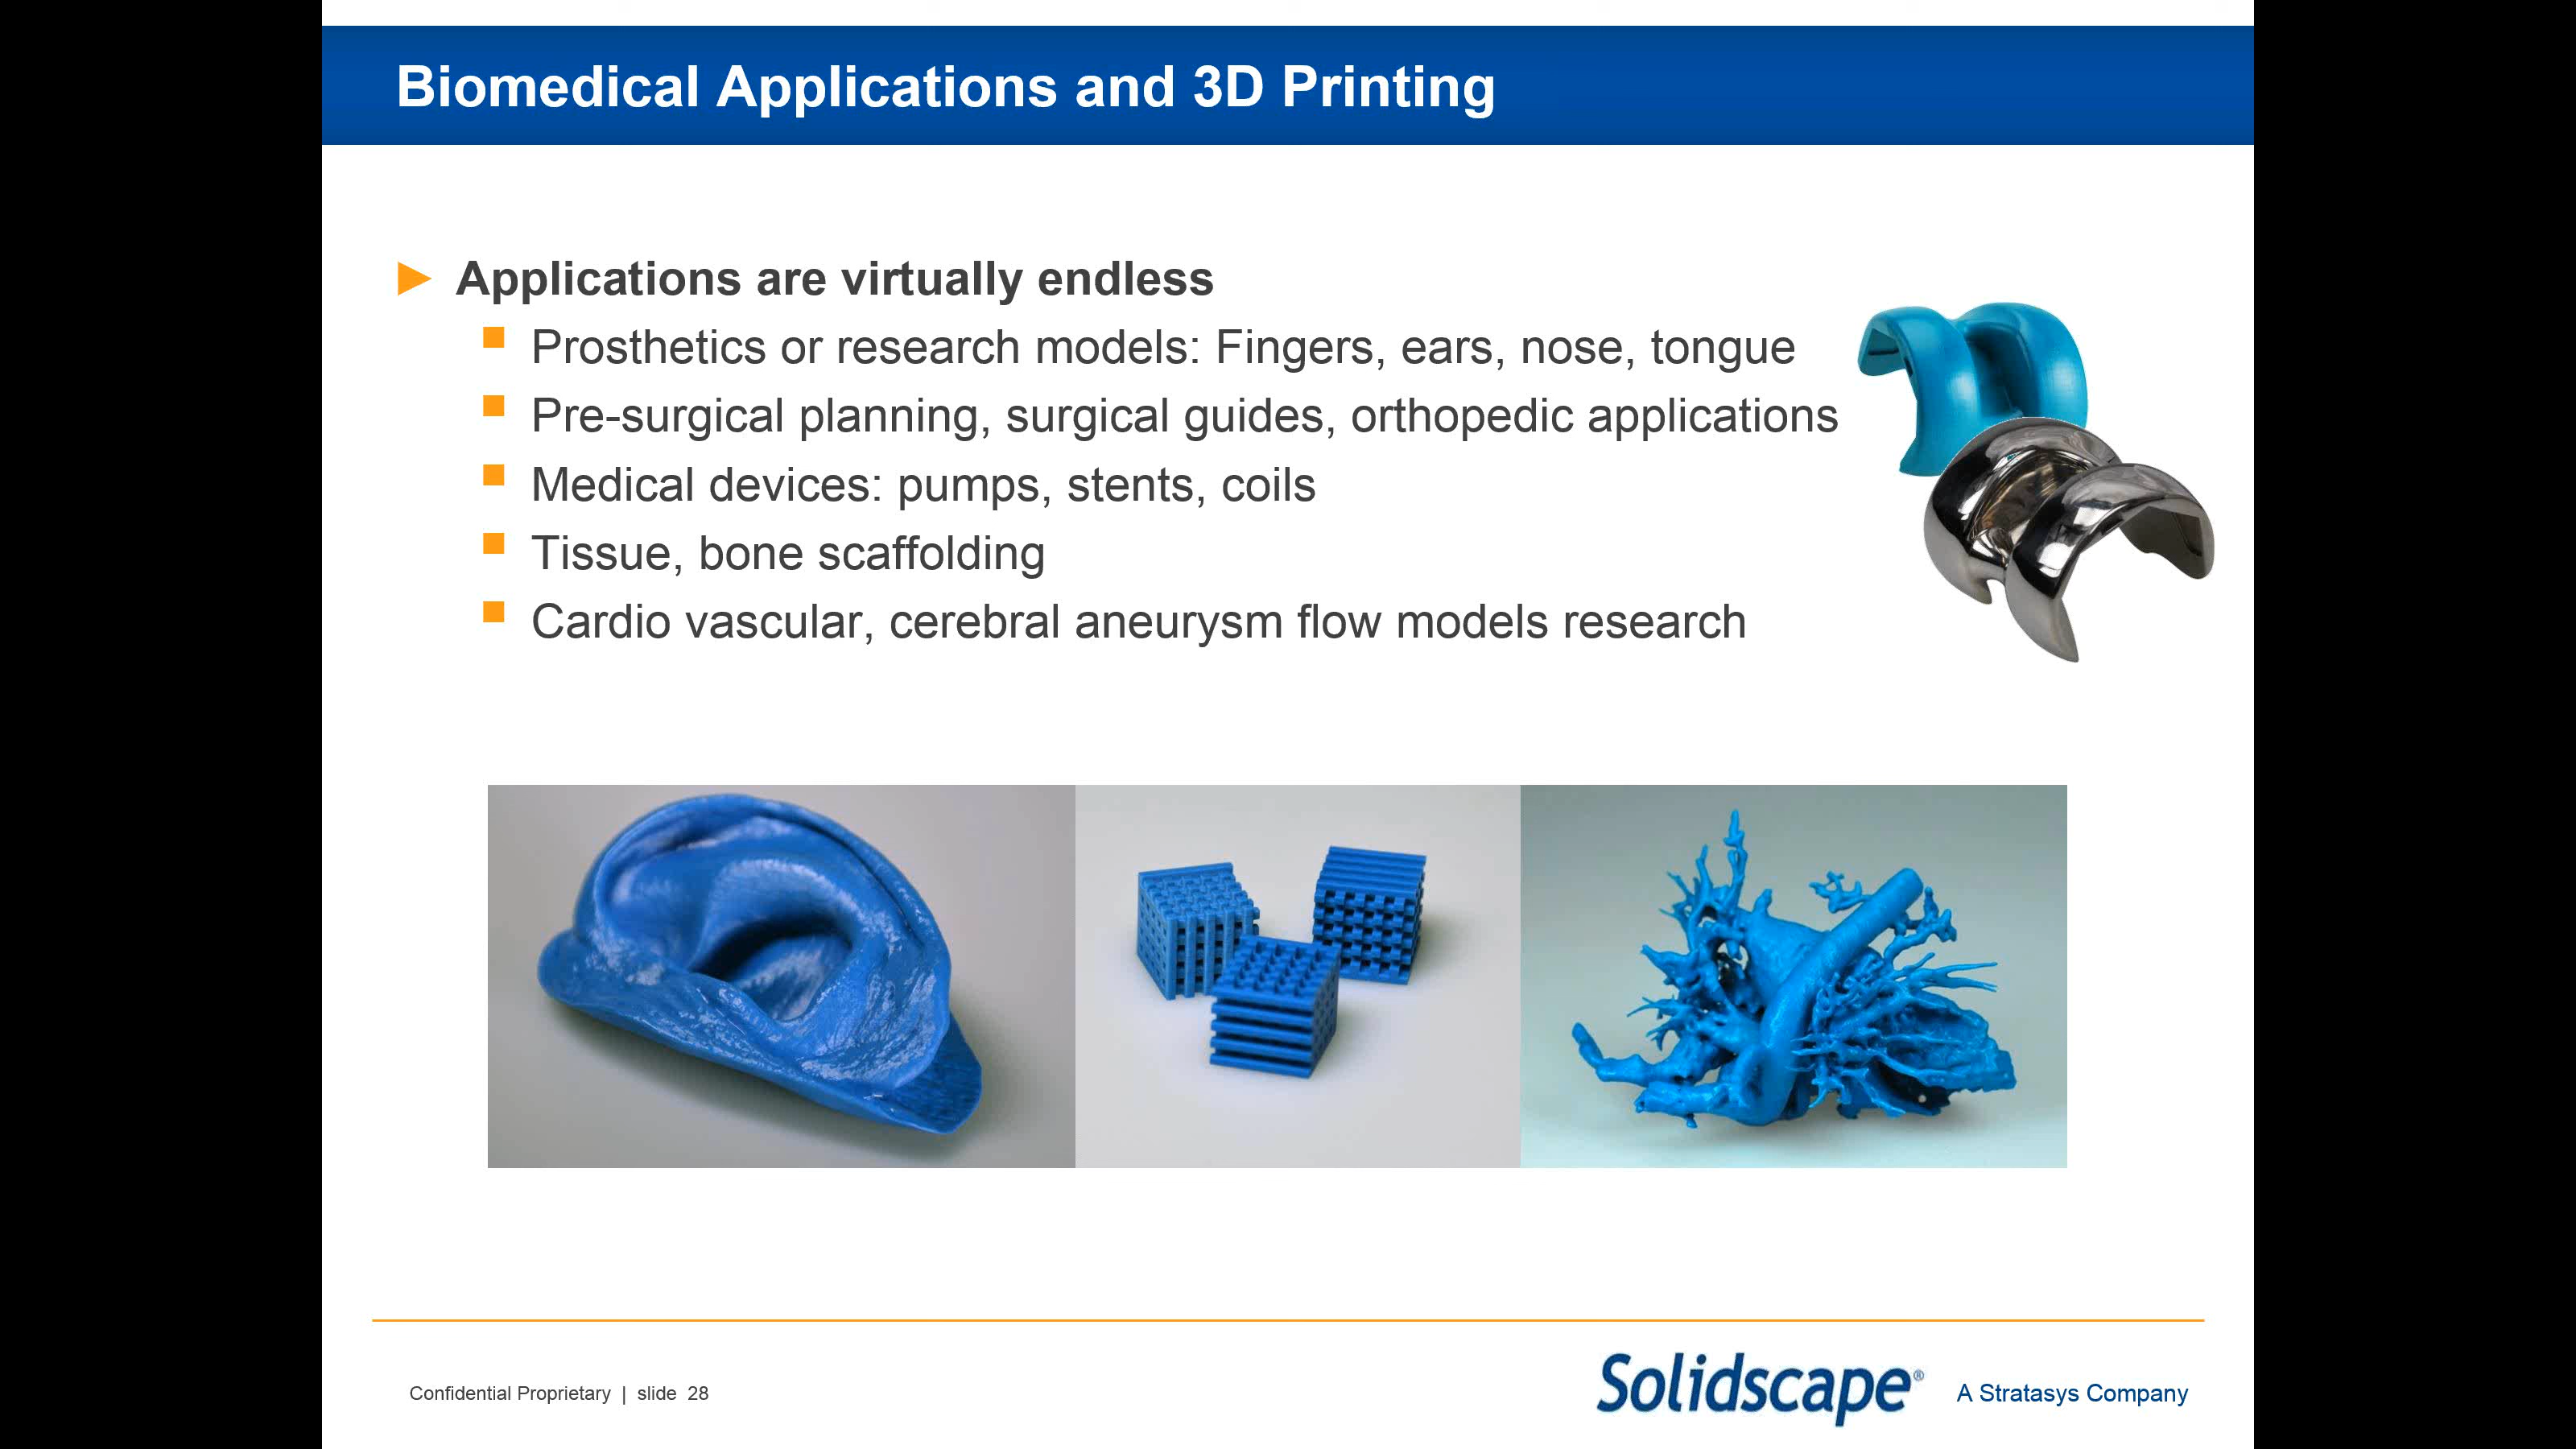 Biomedical Applications and 3D Printing
Applications are virtually endless
Prosthetics or research models: Fingers, ears, nose, tongue
Pre-surgical planning, surgical guides, orthopedic applications
Medical devices: pumps, stents, coils
Tissue, bone scaffolding
Cardio vascular, cerebral aneurysm flow models research
Confidential Proprietary | slide 28
Solidscape® A Stratasys Company